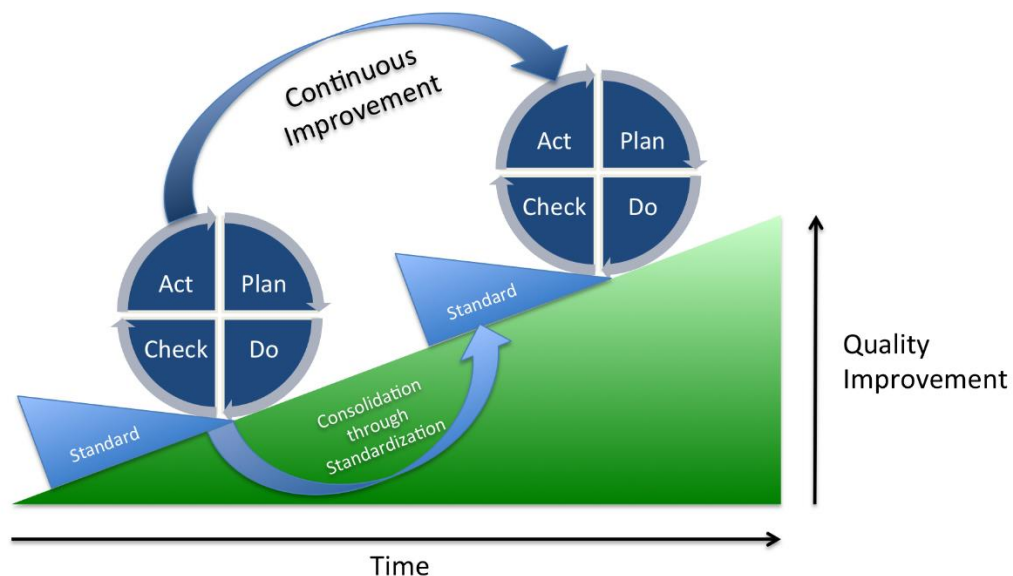 Continuous
Improvement
Act
Plan
Check
Do
Act
Plan
Check
Do
Standard
Standard
Consolidation
through
Standardization
Quality
Improvement
Time